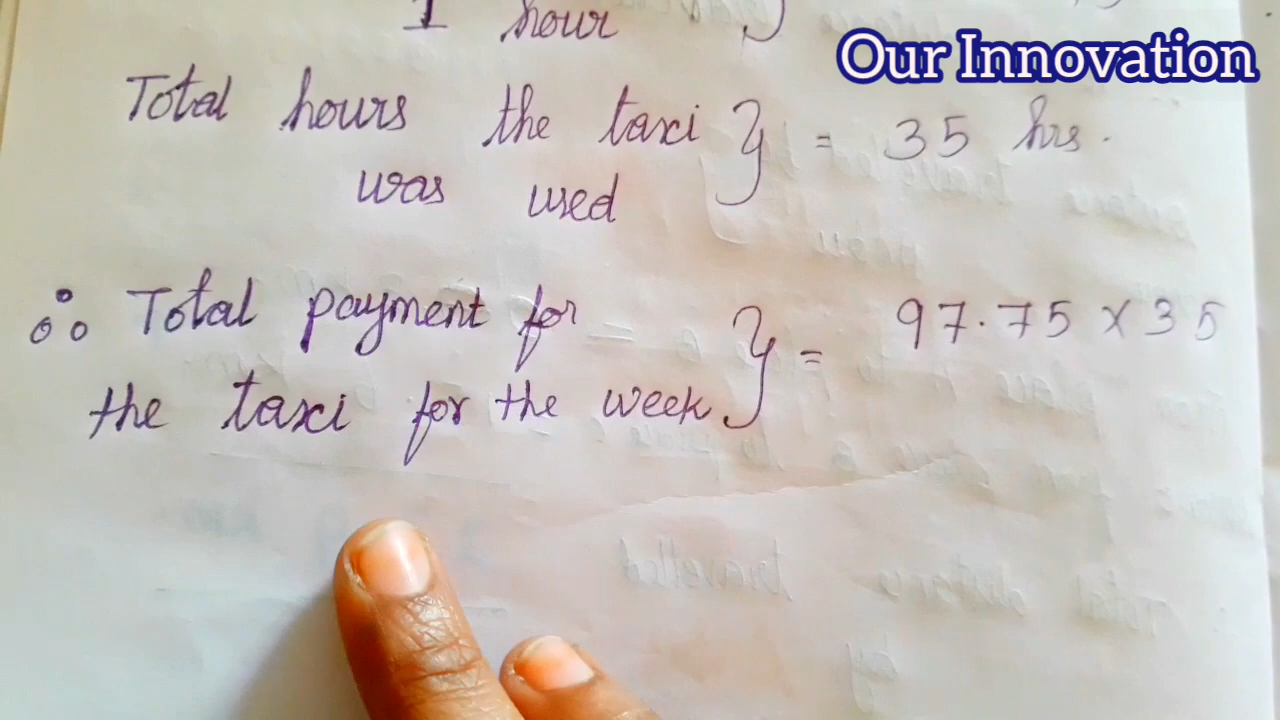 1 hour
Our Innovation
Total hours the taxi } = 35 hrs.
was used
∴ Total payment for } = 97.75 x 35
the taxi for the week
travelled